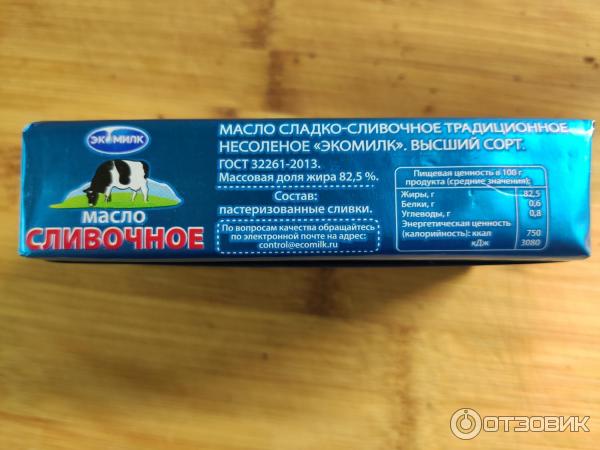 ЭКОМИЛК
МАСЛО
СЛИВОЧНОЕ
МАСЛО СЛАДКО-СЛИВОЧНОЕ ТРАДИЦИОННОЕ
НЕСОЛЕНОЕ «ЭКОМИЛК». ВЫСШИЙ СОРТ.
ГОСТ 32261-2013.
Массовая доля жира 82,5 %.
Состав:
пастеризованные сливки.
По вопросам качества обращайтесь
по электронной почте на адрес:
control@ecomilk.ru
Пищевая ценность в 100 г
продукта (средние значения):
Жиры, г 82,5
Белки, г 0,6
Углеводы, г 0,8
Энергетическая ценность
(калорийность): ккал 750
кДж 3080
ОТЗОВИК